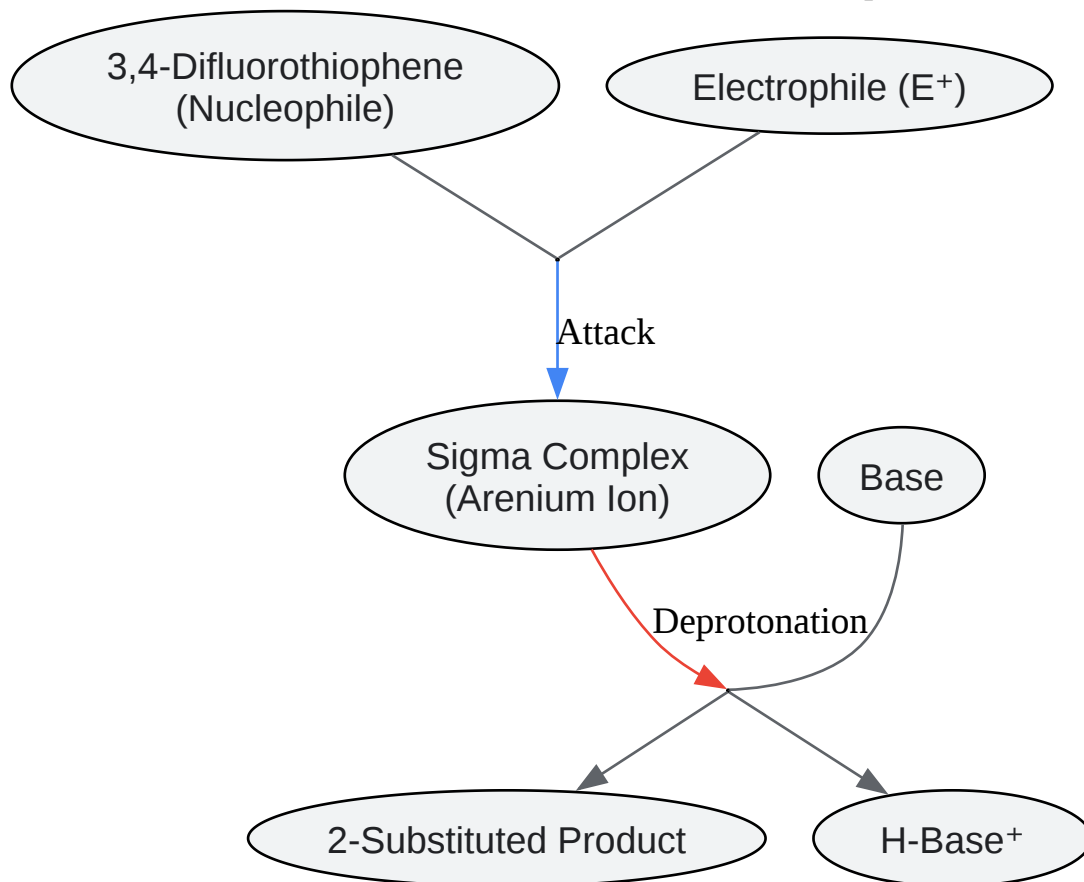 3,4-Difluorothiophene
(Nucleophile)
Electrophile (E⁺)
Attack
Sigma Complex
(Arenium Ion)
Base
Deprotonation
2-Substituted Product
H-Base⁺